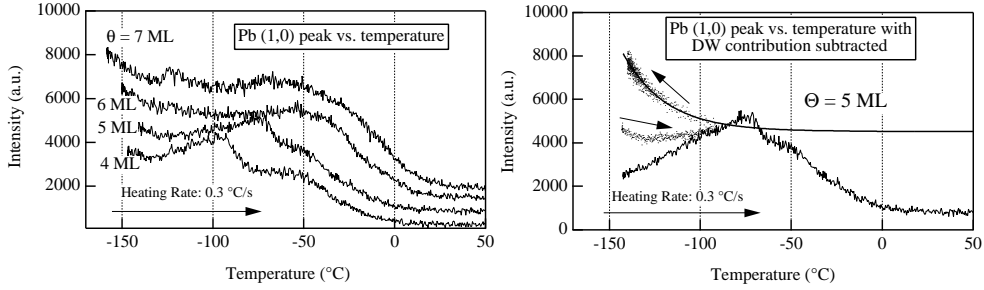 Pb (1,0) peak vs. temperature
θ = 7 ML
6 ML
5 ML
4 ML
Heating Rate: 0.3 °C/s
Intensity (a.u.)
10000
8000
6000
4000
2000
-150
-100
-50
0
50
Temperature (°C)
Pb (1,0) peak vs. temperature with
DW contribution subtracted
Θ = 5 ML
Heating Rate: 0.3 °C/s
Intensity (a.u.)
10000
8000
6000
4000
2000
0
-150
-100
-50
0
50
Temperature (°C)